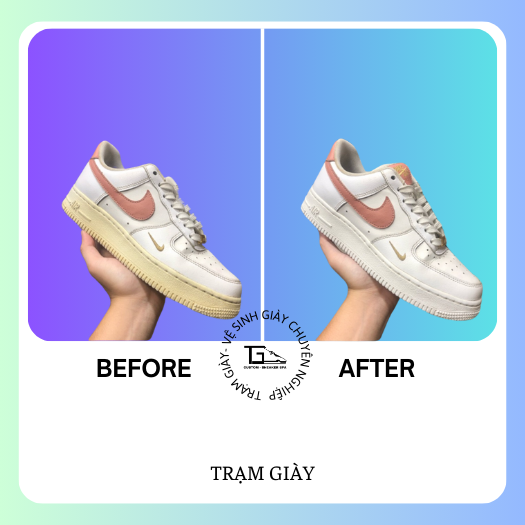 BEFORE
AFTER
TRẠM GIÀY - VỆ SINH GIÀY CHUYÊN NGHIỆP
TG
CUSTOM - SNEAKER SPA
TRẠM GIÀY